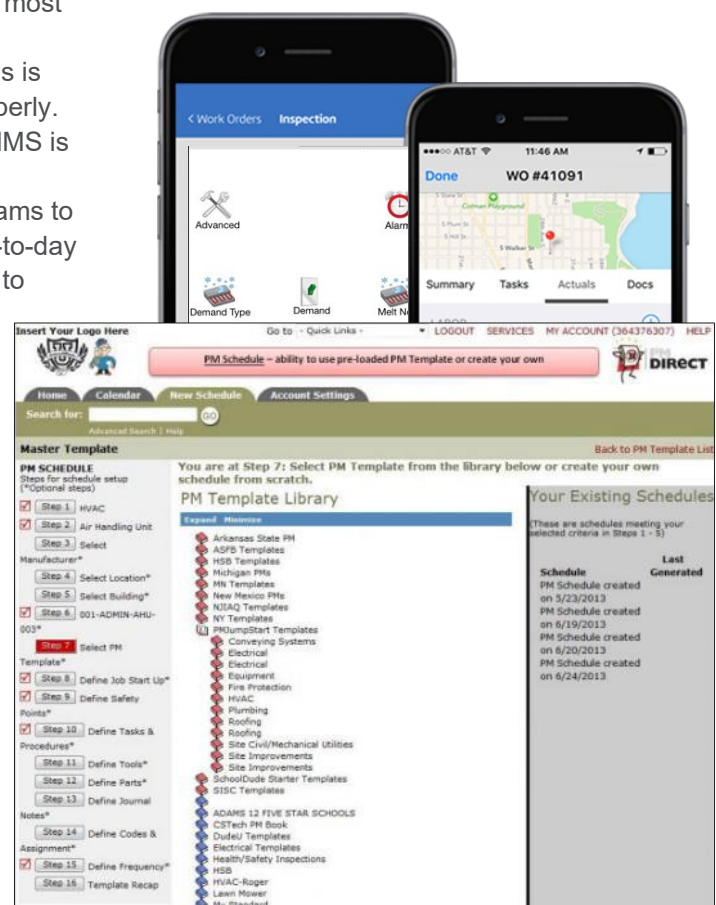 most
s is
perly.
MMS is
ams to
-to-day
to
< Work Orders Inspection
Advanced
Alarm
Demand Type
Demand
Melt
AT&T 11:46 AM
Done WO #41091
Colman Playground
S Plum St
S Walker St
Summary Tasks Actuals Docs
LABOR
Insert Your Logo Here
Go to - Quick Links -
LOGOUT SERVICES MY ACCOUNT (364376307) HELP
PM Schedule – ability to use pre-loaded PM Template or create your own
PM
DIRECT
Home Calendar New Schedule Account Settings
Search for: GO
Advanced Search | Help
Master Template
Back to PM Template List
PM SCHEDULE
Steps for schedule setup
(*Optional steps)
Step 1 HVAC
Step 2 Air Handling Unit
Step 3 Select
Manufacturer*
Step 4 Select Location*
Step 5 Select Building*
Step 6 001-ADMIN-AHU-
003*
Step 7 Select PM
Template*
Step 8 Define Job Start Up*
Step 9 Define Safety
Points*
Step 10 Define Tasks &
Procedures*
Step 11 Define Tools*
Step 12 Define Parts*
Step 13 Define Journal
Notes*
Step 14 Define Codes &
Assignment*
Step 15 Define Frequency*
Step 16 Template Recap
You are at Step 7: Select PM Template from the library below or create your own
schedule from scratch.
PM Template Library
Expand Minimize
Arkansas State PM
ASFB Templates
HSB Templates
Michigan PMs
MN Templates
New Mexico PMs
NJIAQ Templates
NY Templates
PMJumpStart Templates
Conveying Systems
Electrical
Electrical
Equipment
Fire Protection
HVAC
Plumbing
Roofing
Roofing
Site Civil/Mechanical Utilities
Site Improvements
Site Improvements
SchoolDude Starter Templates
SISC Templates
ADAMS 12 FIVE STAR SCHOOLS
CSTech PM Book
DudeU Templates
Electrical Templates
Health/Safety Inspections
HSB
HVAC-Roger
Lawn Mower
My Standard
Your Existing Schedules
(These are schedules meeting your
selected criteria in Steps 1 - 5)
Last
Schedule Generated
PM Schedule created
on 5/23/2013
PM Schedule created
on 6/19/2013
PM Schedule created
on 6/20/2013
PM Schedule created
on 6/24/2013